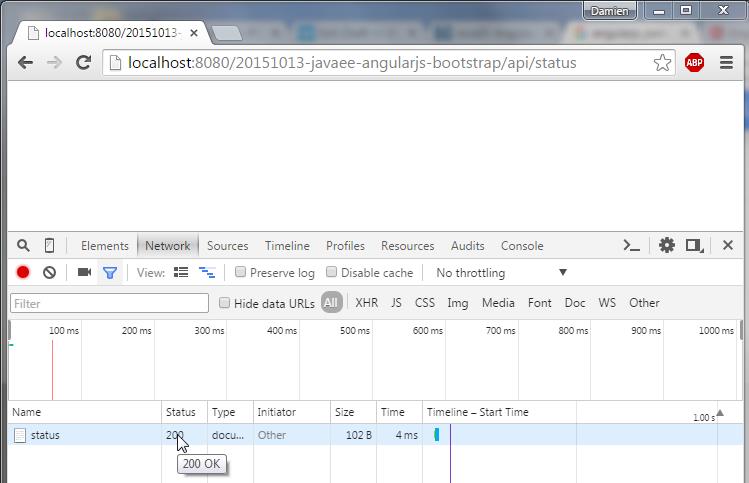 Damien
localhost:8080/20151013-
localhost:8080/20151013-javaee-angularjs-bootstrap/api/status
ABP
Elements Network Sources Timeline Profiles Resources Audits Console
View: Preserve log Disable cache No throttling
Filter Hide data URLs All XHR JS CSS Img Media Font Doc WS Other
100 ms 200 ms 300 ms 400 ms 500 ms 600 ms 700 ms 800 ms 900 ms 1000 ms
Name Status Type Initiator Size Time Timeline – Start Time 1.00 s
status 200 docu... Other 102 B 4 ms
200 OK